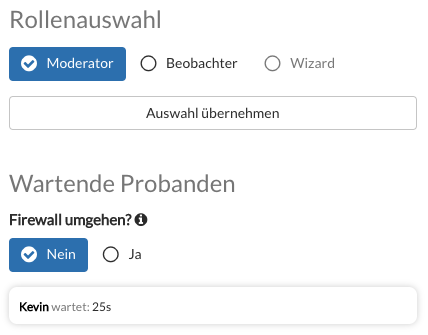 Rollenauswahl
Moderator Beobachter Wizard
Auswahl übernehmen
Wartende Probanden
Firewall umgehen?
Nein Ja
Kevin wartet: 25s